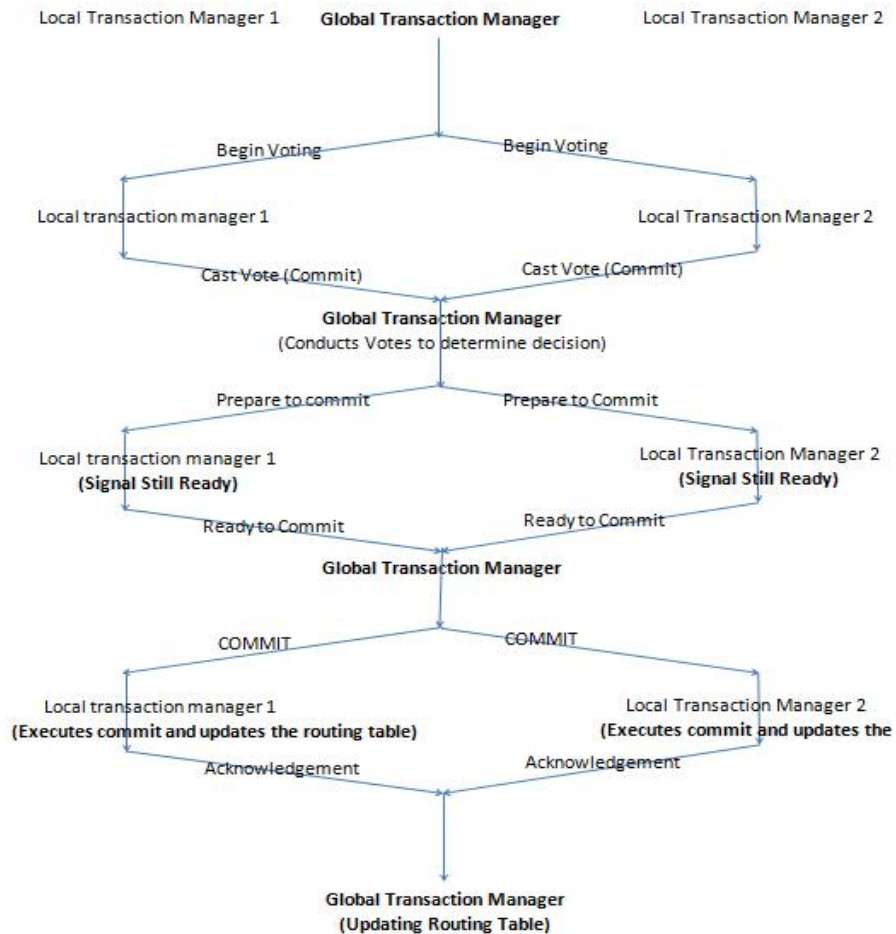 Local Transaction Manager 1 Global Transaction Manager Local Transaction Manager 2
Begin Voting Begin Voting
Local transaction manager 1 Local Transaction Manager 2
Cast Vote (Commit) Cast Vote (Commit)
Global Transaction Manager
(Conducts Votes to determine decision)
Prepare to commit Prepare to Commit
Local transaction manager 1 Local Transaction Manager 2
(Signal Still Ready) (Signal Still Ready)
Ready to Commit Ready to Commit
Global Transaction Manager
COMMIT COMMIT
Local transaction manager 1 Local Transaction Manager 2
(Executes commit and updates the routing table) (Executes commit and updates the
Acknowledgement Acknowledgement
Global Transaction Manager
(Updating Routing Table)